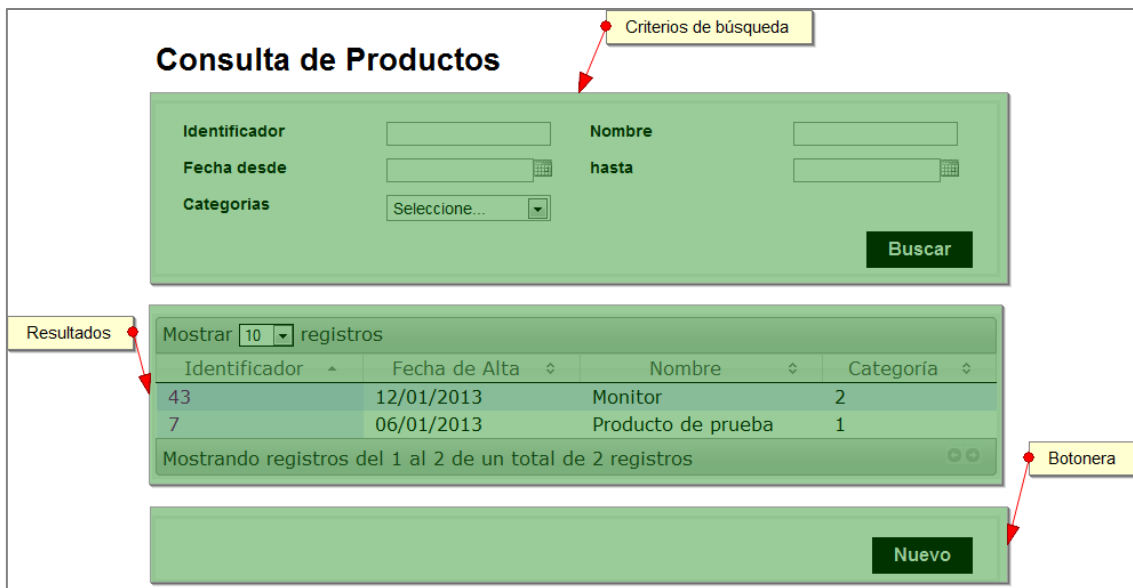 Criterios de búsqueda
Consulta de Productos
Identificador Nombre
Fecha desde hasta
Categorias Seleccione...
Buscar
Resultados
Mostrar 10 registros
Identificador Fecha de Alta Nombre Categoría
43 12/01/2013 Monitor 2
7 06/01/2013 Producto de prueba 1
Mostrando registros del 1 al 2 de un total de 2 registros
Botonera
Nuevo